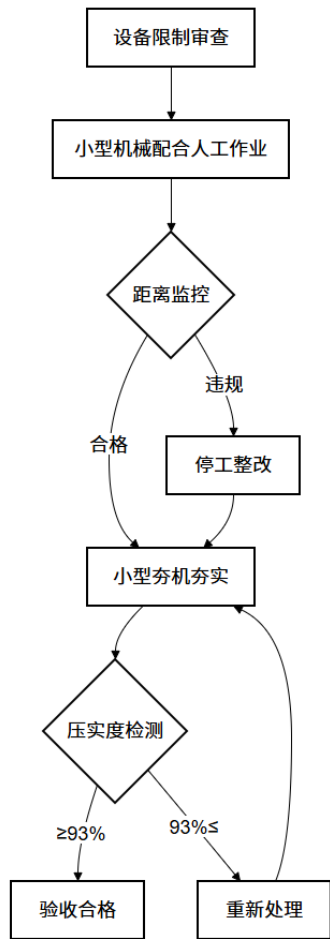 设备限制审查
小型机械配合人工作业
距离监控
违规
合格
停工整改
小型夯机夯实
压实度检测
≥93%
93%≤
验收合格
重新处理